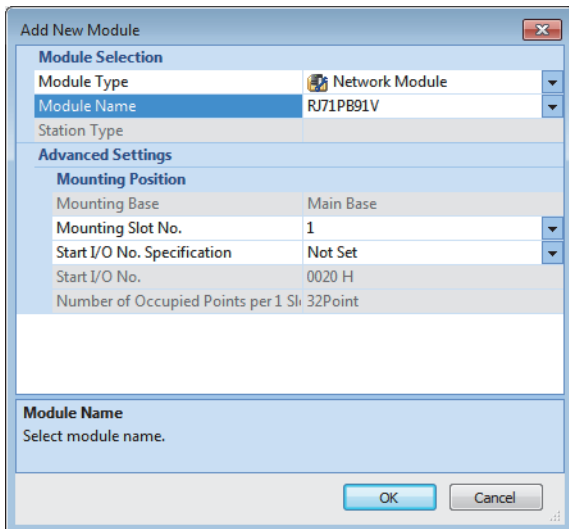 Add New Module
Module Selection
Module Type Network Module
Module Name RJ71PB91V
Station Type
Advanced Settings
Mounting Position
Mounting Base Main Base
Mounting Slot No. 1
Start I/O No. Specification Not Set
Start I/O No. 0020 H
Number of Occupied Points per 1 Sl 32Point
Module Name
Select module name.
OK Cancel